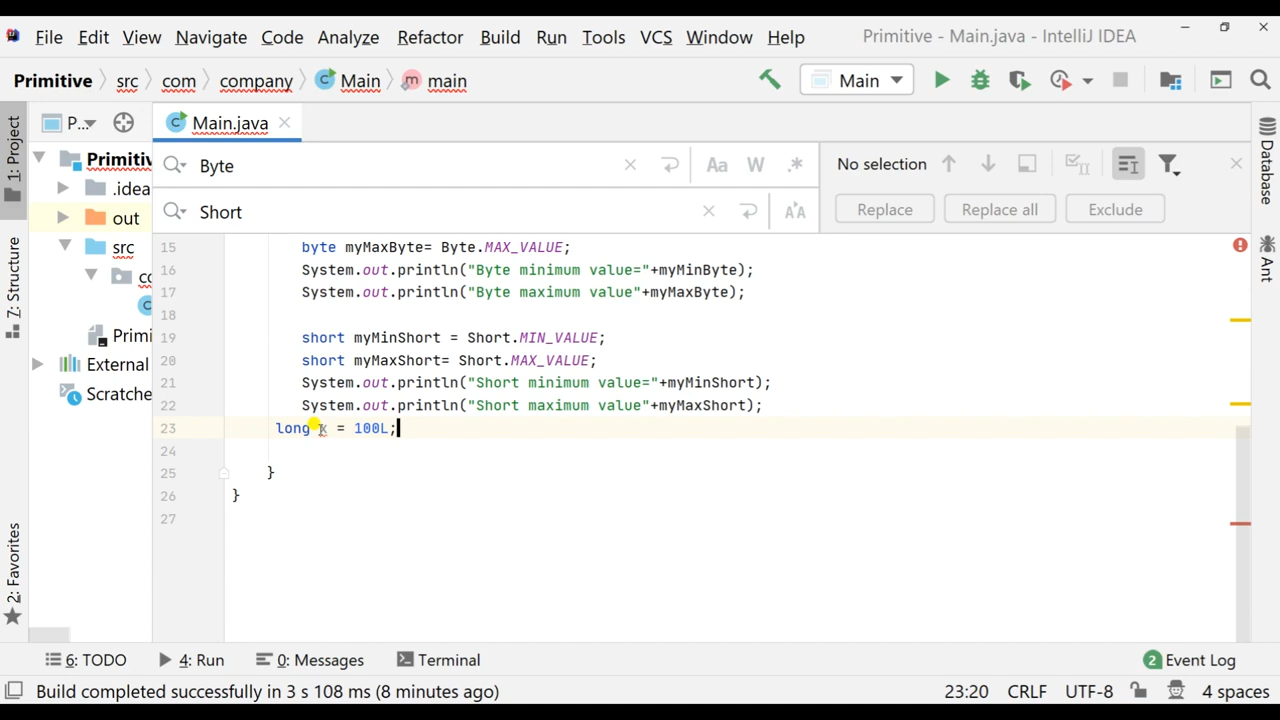 File Edit View Navigate Code Analyze Refactor Build Run Tools VCS Window Help Primitive - Main.java - IntelliJ IDEA
Primitive src com company C Main m main Main
1: Project P... C Main.java
Byte Aa W .* No selection
Short Replace Replace all Exclude
Primitiv
.idea
out
src
Primi
External
Scratche
7: Structure
2: Favorites
15 byte myMaxByte= Byte.MAX_VALUE;
16 System.out.println("Byte minimum value="+myMinByte);
17 System.out.println("Byte maximum value"+myMaxByte);
18
19 short myMinShort = Short.MIN_VALUE;
20 short myMaxShort= Short.MAX_VALUE;
21 System.out.println("Short minimum value="+myMinShort);
22 System.out.println("Short maximum value"+myMaxShort);
23 long x = 100L;
24
25 }
26 }
27
Database
Ant
6: TODO 4: Run 0: Messages Terminal 2 Event Log
Build completed successfully in 3 s 108 ms (8 minutes ago) 23:20 CRLF UTF-8 4 spaces